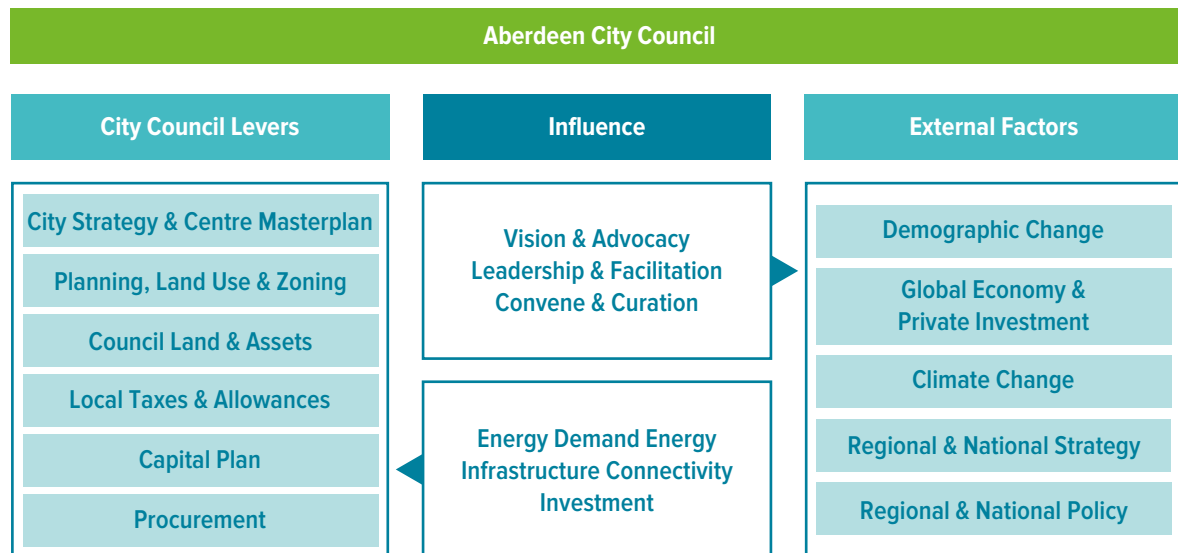 Aberdeen City Council
City Council Levers
City Strategy & Centre Masterplan
Planning, Land Use & Zoning
Council Land & Assets
Local Taxes & Allowances
Capital Plan
Procurement
Influence
Vision & Advocacy
Leadership & Facilitation
Convene & Curation
Energy Demand Energy
Infrastructure Connectivity
Investment
External Factors
Demographic Change
Global Economy &
Private Investment
Climate Change
Regional & National Strategy
Regional & National Policy